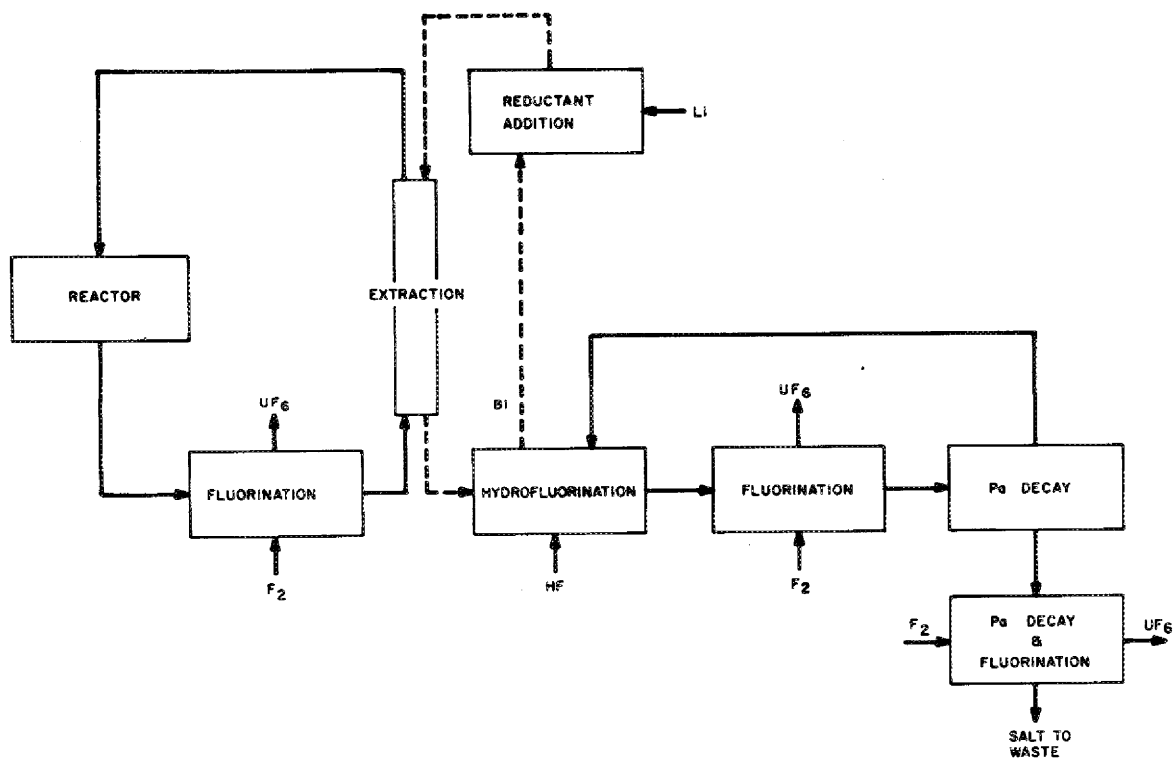 REDUCTANT
ADDITION
Li
REACTOR
EXTRACTION
Bi
UF6
FLUORINATION
F2
HYDROFLUORINATION
HF
UF6
FLUORINATION
F2
Pa DECAY
F2
Pa DECAY
&
FLUORINATION
UF6
SALT TO
WASTE